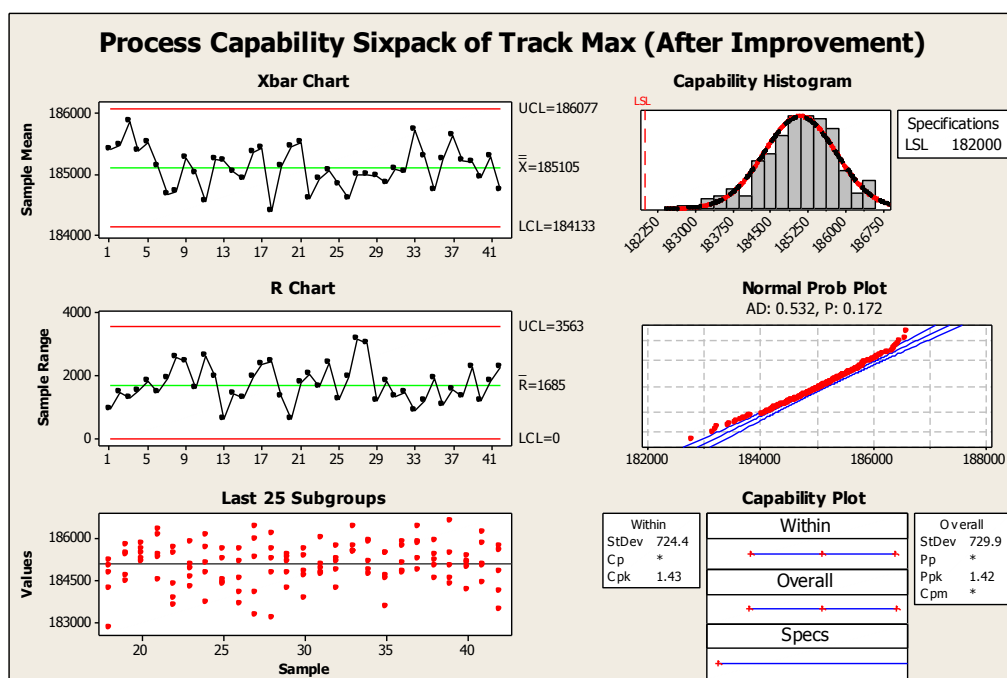 Process Capability Sixpack of Track Max (After Improvement)
Xbar Chart
Sample Mean
186000
185000
184000
1 5 9 13 17 21 25 29 33 37 41
UCL=186077
X=185105
LCL=184133
Capability Histogram
LSL
182250 183000 183750 184500 185250 186000 186750
Specifications
LSL 182000
R Chart
Sample Range
4000
2000
0
1 5 9 13 17 21 25 29 33 37 41
UCL=3563
R=1685
LCL=0
Normal Prob Plot
AD: 0.532, P: 0.172
182000 184000 186000 188000
Last 25 Subgroups
Values
186000
184500
183000
20 25 30 35 40
Sample
Capability Plot
Within
StDev 724.4
Cp *
Cpk 1.43
Within
Overall
Specs
Overall
StDev 729.9
Pp *
Ppk 1.42
Cpm *